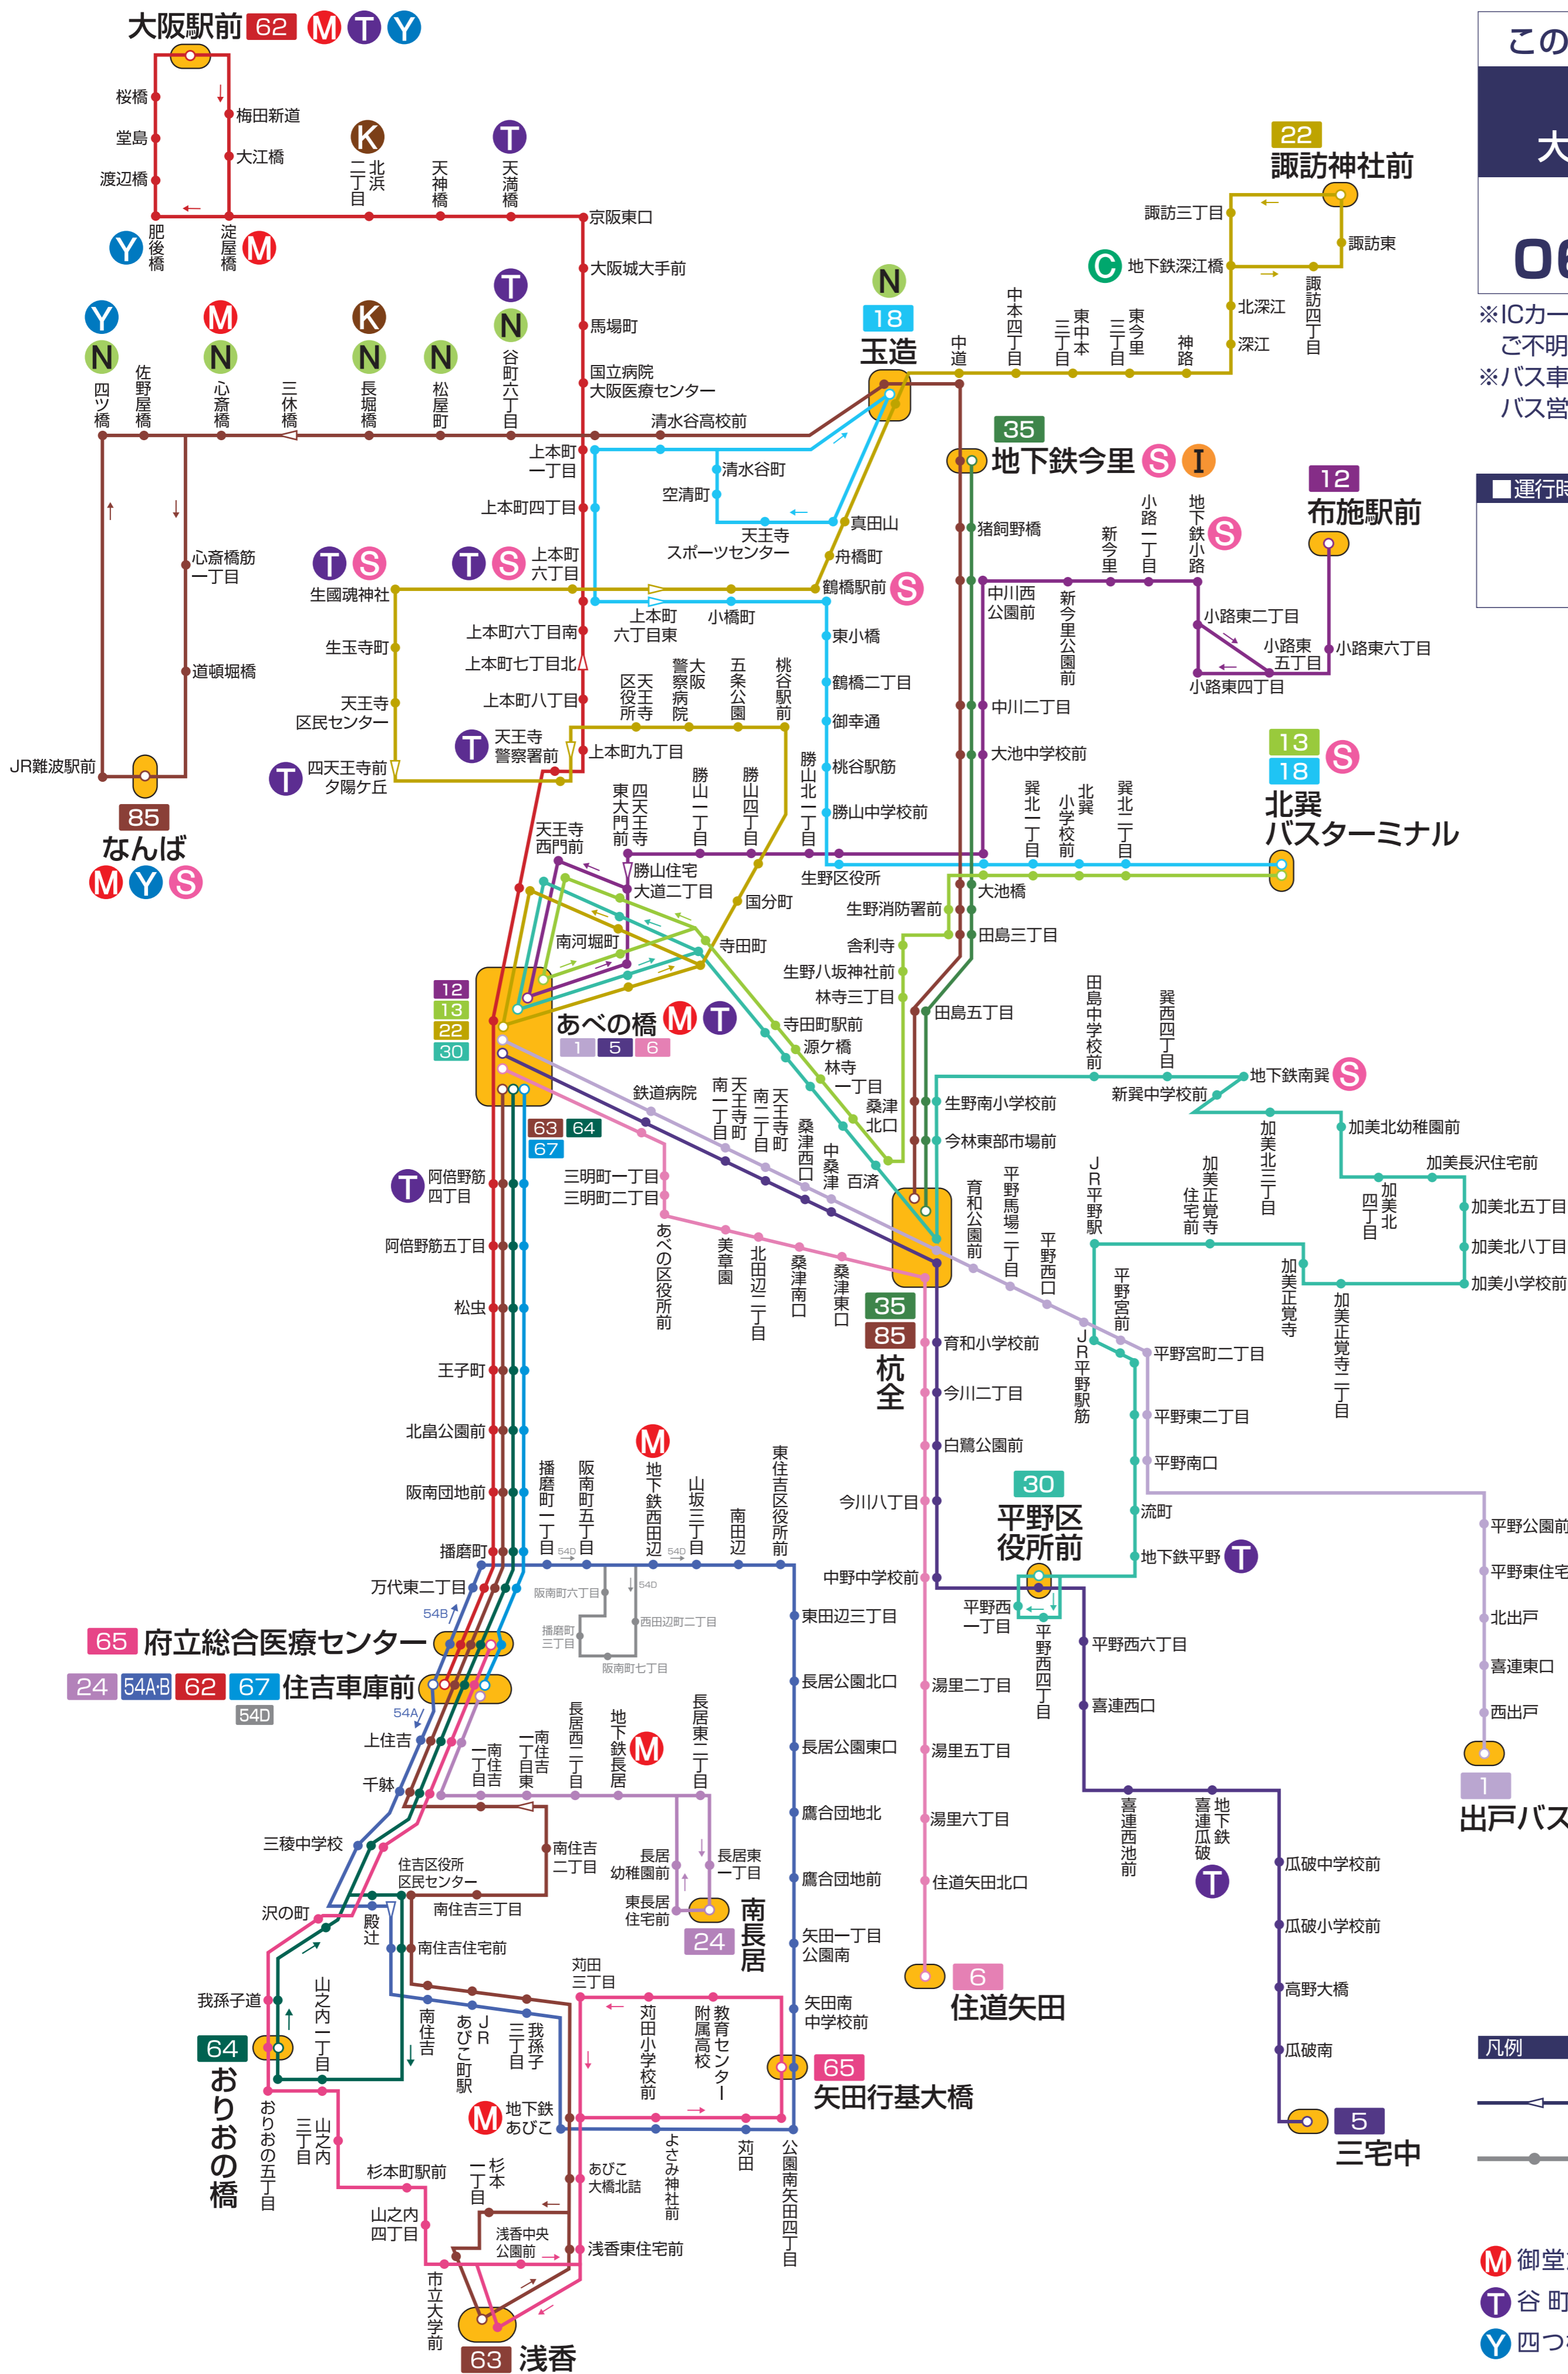 大阪駅前 62 M T Y
桜橋
堂島
渡辺橋
梅田新道
大江橋
K
北浜
二丁目
天神橋
T
天満橋
Y
肥後橋
淀屋橋
M
京阪東口
大阪城大手前
馬場町
国立病院
大阪医療センター
Y
N
四ツ橋
佐野屋橋
M
N
心斎橋
三休橋
K
N
長堀橋
N
松屋町
T
N
谷町六丁目
清水谷高校前
上本町
一丁目
上本町四丁目
清水谷町
空清町
天王寺
スポーツセンター
真田山
舟橋町
鶴橋駅前 S
N
18
玉造
中道
中本四丁目
東中本
三丁目
東今里
三丁目
神路
22
諏訪神社前
諏訪三丁目
諏訪東
C 地下鉄深江橋
諏訪四丁目
北深江
深江
35
地下鉄今里 S I
猪飼野橋
中川西
公園前
新今里公園前
新今里
小路一丁目
地下鉄小路
S
12
布施駅前
小路東二丁目
小路東
五丁目
小路東六丁目
小路東四丁目
中川二丁目
大池中学校前
心斎橋筋
一丁目
道頓堀橋
JR難波駅前
85
なんば
M Y S
T S
生國魂神社
T S 上本町
六丁目
生玉寺町
天王寺
区民センター
T 四天王寺前
夕陽ケ丘
上本町六丁目南
上本町七丁目北
上本町八丁目
T 天王寺
警察署前
上本町九丁目
上本町
六丁目東
小橋町
東小橋
鶴橋二丁目
御幸通
桃谷駅筋
勝山中学校前
天王寺
区役所
大阪
警察病院
五条公園
桃谷駅前
四天王寺
東大門前
勝山一丁目
勝山四丁目
勝山北一丁目
天王寺
西門前
勝山住宅
大道二丁目
国分町
南河堀町
寺田町
生野区役所
巽北一丁目
北巽
小学校前
巽北二丁目
13
18
S
北巽
バスターミナル
大池橋
生野消防署前
田島三丁目
舎利寺
生野八坂神社前
林寺三丁目
田島五丁目
寺田町駅前
源ケ橋
林寺
一丁目
桑津
北口
12
13
22
30
あべの橋 M T
1 5 6
63 64
67
鉄道病院
天王寺町
南一丁目
天王寺町
南二丁目
桑津西口
中桑津
百済
三明町一丁目
三明町二丁目
あべの区役所前
美章園
北田辺二丁目
桑津南口
桑津東口
T 阿倍野筋
四丁目
阿倍野筋五丁目
松虫
王子町
北畠公園前
阪南団地前
播磨町
万代東二丁目
田島中学校前
巽西四丁目
地下鉄南巽 S
新巽中学校前
生野南小学校前
今林東部市場前
加美北三丁目
加美北幼稚園前
加美北
四丁目
加美長沢住宅前
加美北五丁目
加美北八丁目
加美小学校前
加美正覚寺二丁目
加美正覚寺
加美正覚寺
住宅前
JR平野駅
JR平野駅筋
育和公園前
平野馬場二丁目
平野西口
平野宮前
平野宮町二丁目
平野東二丁目
平野南口
35
85
杭全
育和小学校前
今川二丁目
白鷺公園前
今川八丁目
中野中学校前
30
平野区
役所前
流町
地下鉄平野 T
平野西
一丁目
平野西四丁目
平野西六丁目
喜連西口
湯里二丁目
湯里五丁目
湯里六丁目
住道矢田北口
6
住道矢田
喜連西池前
地下鉄
喜連瓜破
T
瓜破中学校前
瓜破小学校前
高野大橋
瓜破南
5
三宅中
平野公園前
平野東住宅
北出戸
喜連東口
西出戸
1
出戸バス
播磨町一丁目
阪南町五丁目
M
地下鉄西田辺
山坂三丁目
南田辺
東住吉区役所前
54D
54D
54D
54B
54A
阪南町六丁目
播磨町
三丁目
西田辺町二丁目
阪南町七丁目
東田辺三丁目
長居公園北口
長居公園東口
鷹合団地北
鷹合団地前
矢田一丁目
公園南
矢田南
中学校前
65 府立総合医療センター
24 54A・B 62 67 住吉車庫前
54D
上住吉
千躰
三稜中学校
沢の町
南住吉
一丁目
南住吉
一丁目東
長居西二丁目
地下鉄長居
M
長居東二丁目
長居
幼稚園前
長居東
一丁目
東長居
住宅前
24
南長居
南住吉
二丁目
住吉区役所
区民センター
南住吉三丁目
殿辻
南住吉住宅前
我孫子道
64
おりおの橋
山之内一丁目
おりおの五丁目
山之内
三丁目
南住吉
JR
あびこ町駅
我孫子
三丁目
苅田
三丁目
苅田小学校前
教育センター
附属高校
65
矢田行基大橋
M 地下鉄
あびこ
あびこ
大橋北詰
よさみ神社前
苅田
公園南矢田四丁目
杉本町駅前
山之内
四丁目
市立大学前
杉本
一丁目
浅香中央
公園前
浅香東住宅前
63 浅香
この
大
06
※ICカー
ご不明
※バス車
バス営
■運行時
凡例
M 御堂
T 谷 町
Y 四つ